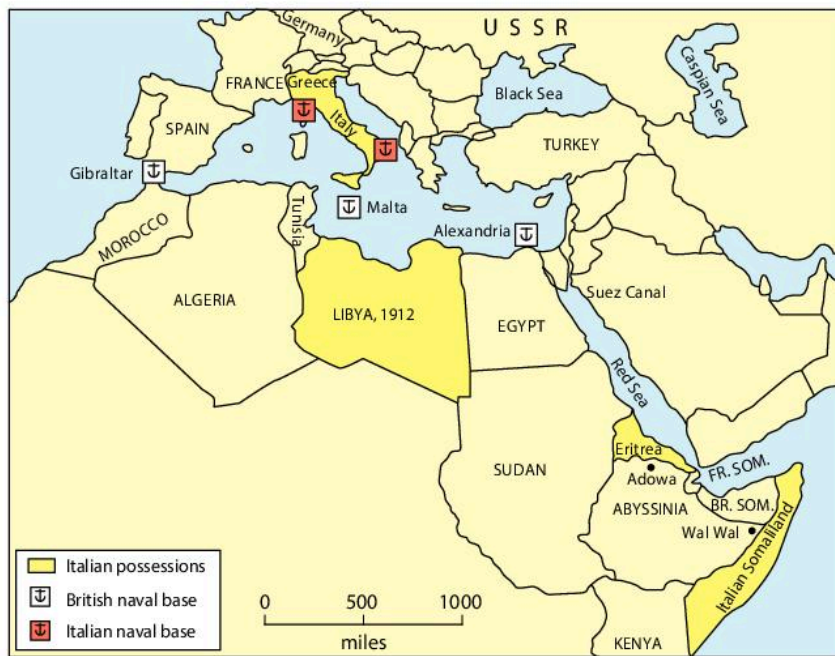 USSR
Germany
Caspian Sea
FRANCE
Greece
Black Sea
Italy
SPAIN
TURKEY
Gibraltar
Malta
Tunisia
Alexandria
MOROCCO
Suez Canal
ALGERIA
LIBYA, 1912
EGYPT
Red Sea
Eritrea
SUDAN
FR. SOM.
Adowa
ABYSSINIA
BR. SOM.
Wal Wal
Italian Somaliland
Italian possessions
British naval base
Italian naval base
0 500 1000
miles
KENYA